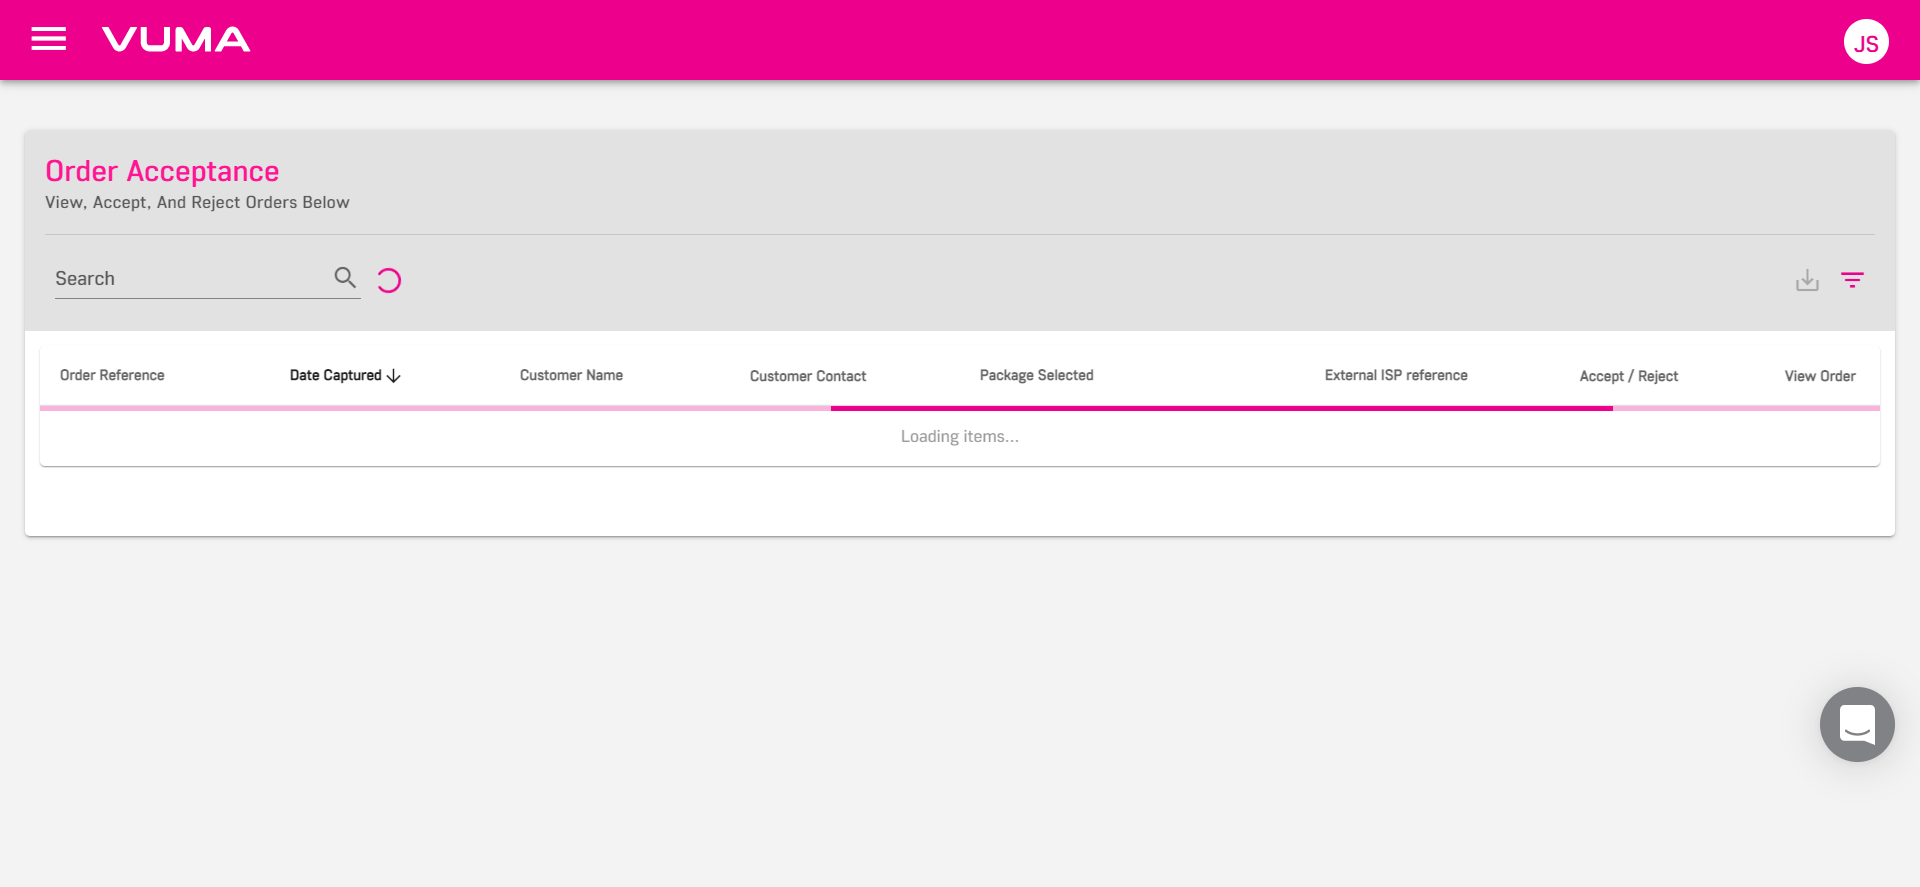 VUMA
JS
Order Acceptance
View, Accept, And Reject Orders Below
Search
Order Reference Date Captured Customer Name Customer Contact Package Selected External ISP reference Accept / Reject View Order
Loading items...